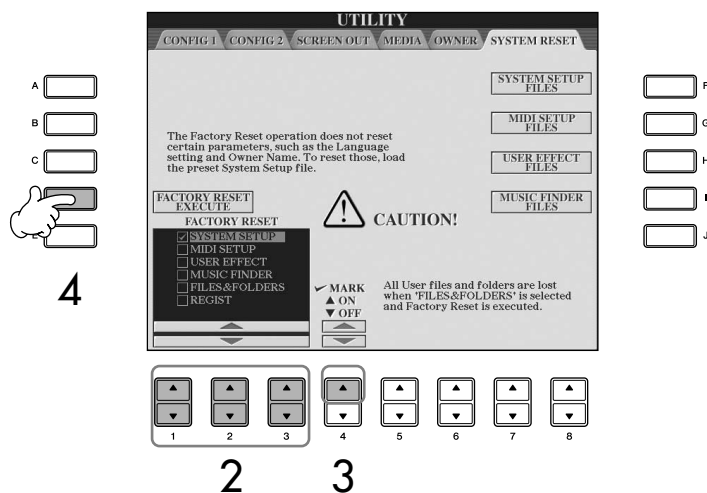 UTILITY
CONFIG 1 CONFIG 2 SCREEN OUT MEDIA OWNER SYSTEM RESET
SYSTEM SETUP
FILES
MIDI SETUP
FILES
USER EFFECT
FILES
MUSIC FINDER
FILES
The Factory Reset operation does not reset
certain parameters, such as the Language
setting and Owner Name. To reset those, load
the preset System Setup file.
FACTORY RESET
EXECUTE
CAUTION!
FACTORY RESET
SYSTEM SETUP
MIDI SETUP
USER EFFECT
MUSIC FINDER
FILES&FOLDERS
REGIST
MARK
▲ ON
▼ OFF
All User files and folders are lost
when 'FILES&FOLDERS' is selected
and Factory Reset is executed.
A
B
C
E
F
G
H
I
J
4
1 2 3 4 5 6 7 8
2 3